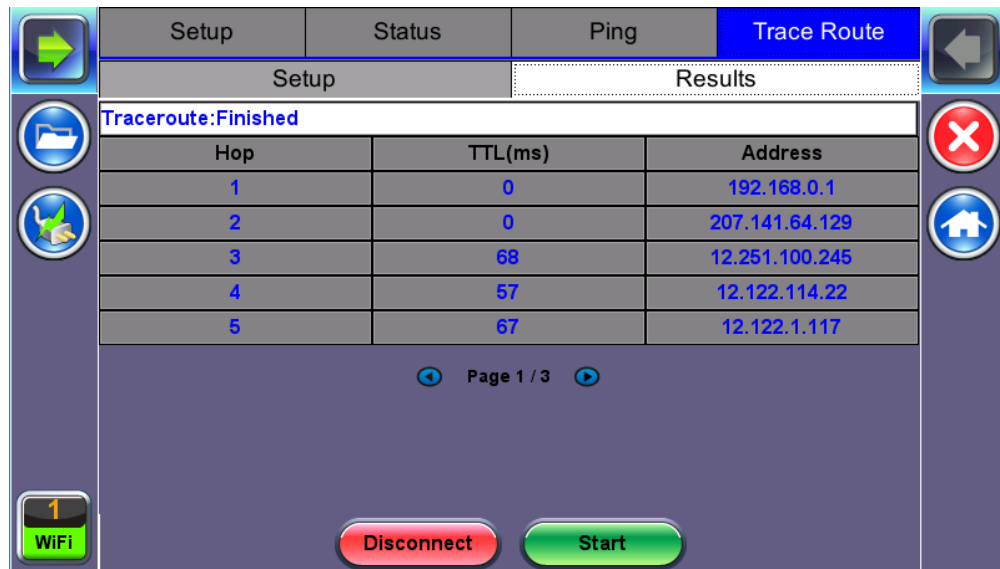 Setup Status Ping Trace Route
Setup Results
Traceroute:Finished
Hop TTL(ms) Address
1 0 192.168.0.1
2 0 207.141.64.129
3 68 12.251.100.245
4 57 12.122.114.22
5 67 12.122.1.117
Page 1 / 3
1
WiFi
Disconnect Start